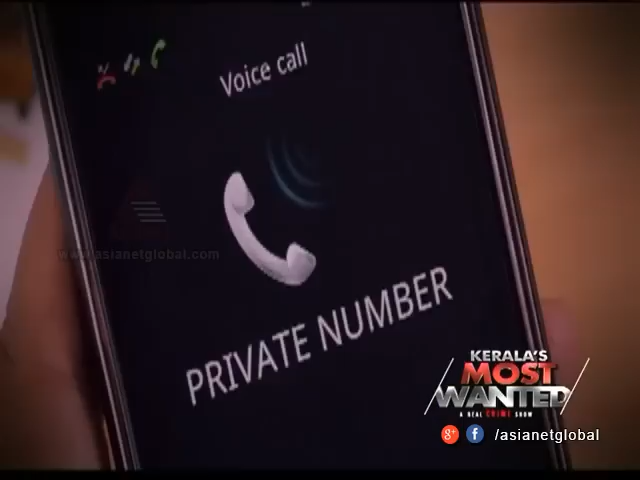 Voice call
www.asianetglobal.com
PRIVATE NUMBER
KERALA'S
MOST
WANTED
A REAL CRIME SHOW
g+ f /asianetglobal